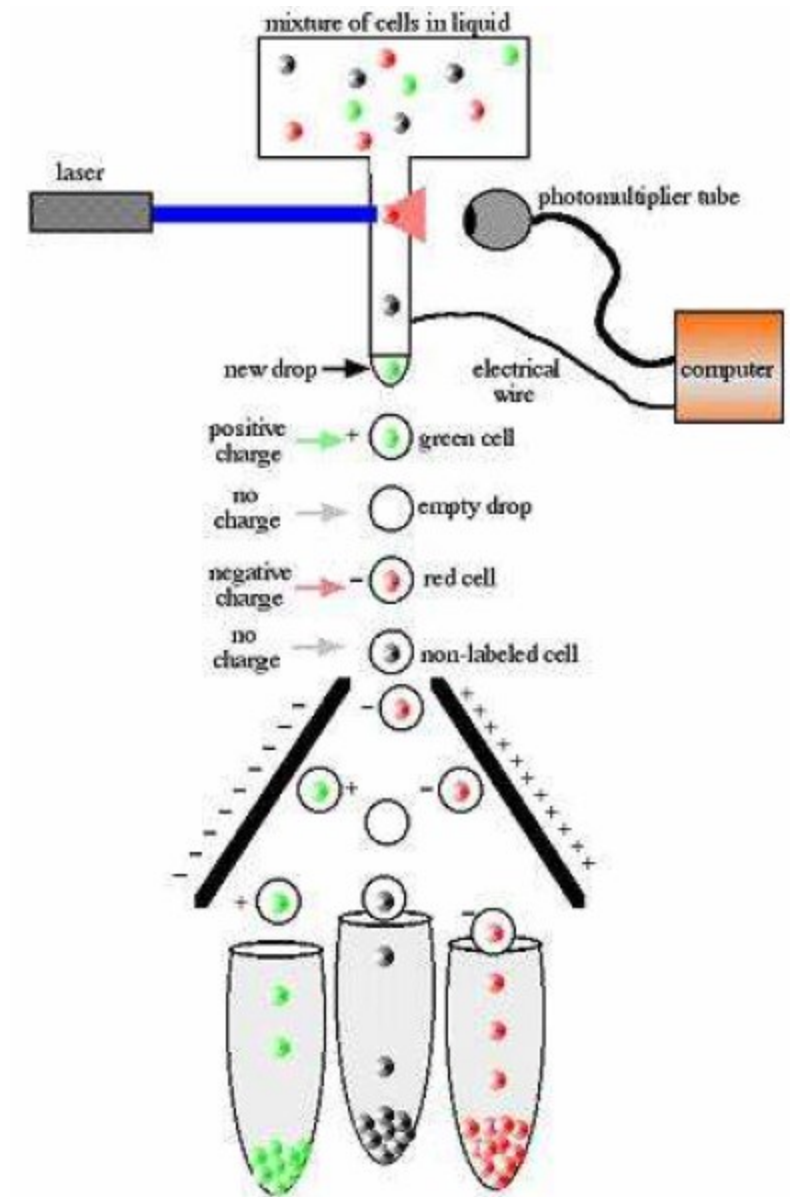 mixture of cells in liquid
laser
photomultiplier tube
computer
new drop
electrical
wire
positive
charge
+
green cell
no
charge
empty drop
negative
charge
−
red cell
no
charge
non-labeled cell
− − − − − − − −
−
+ + + + + + + + + + + + +
+
−
+
−